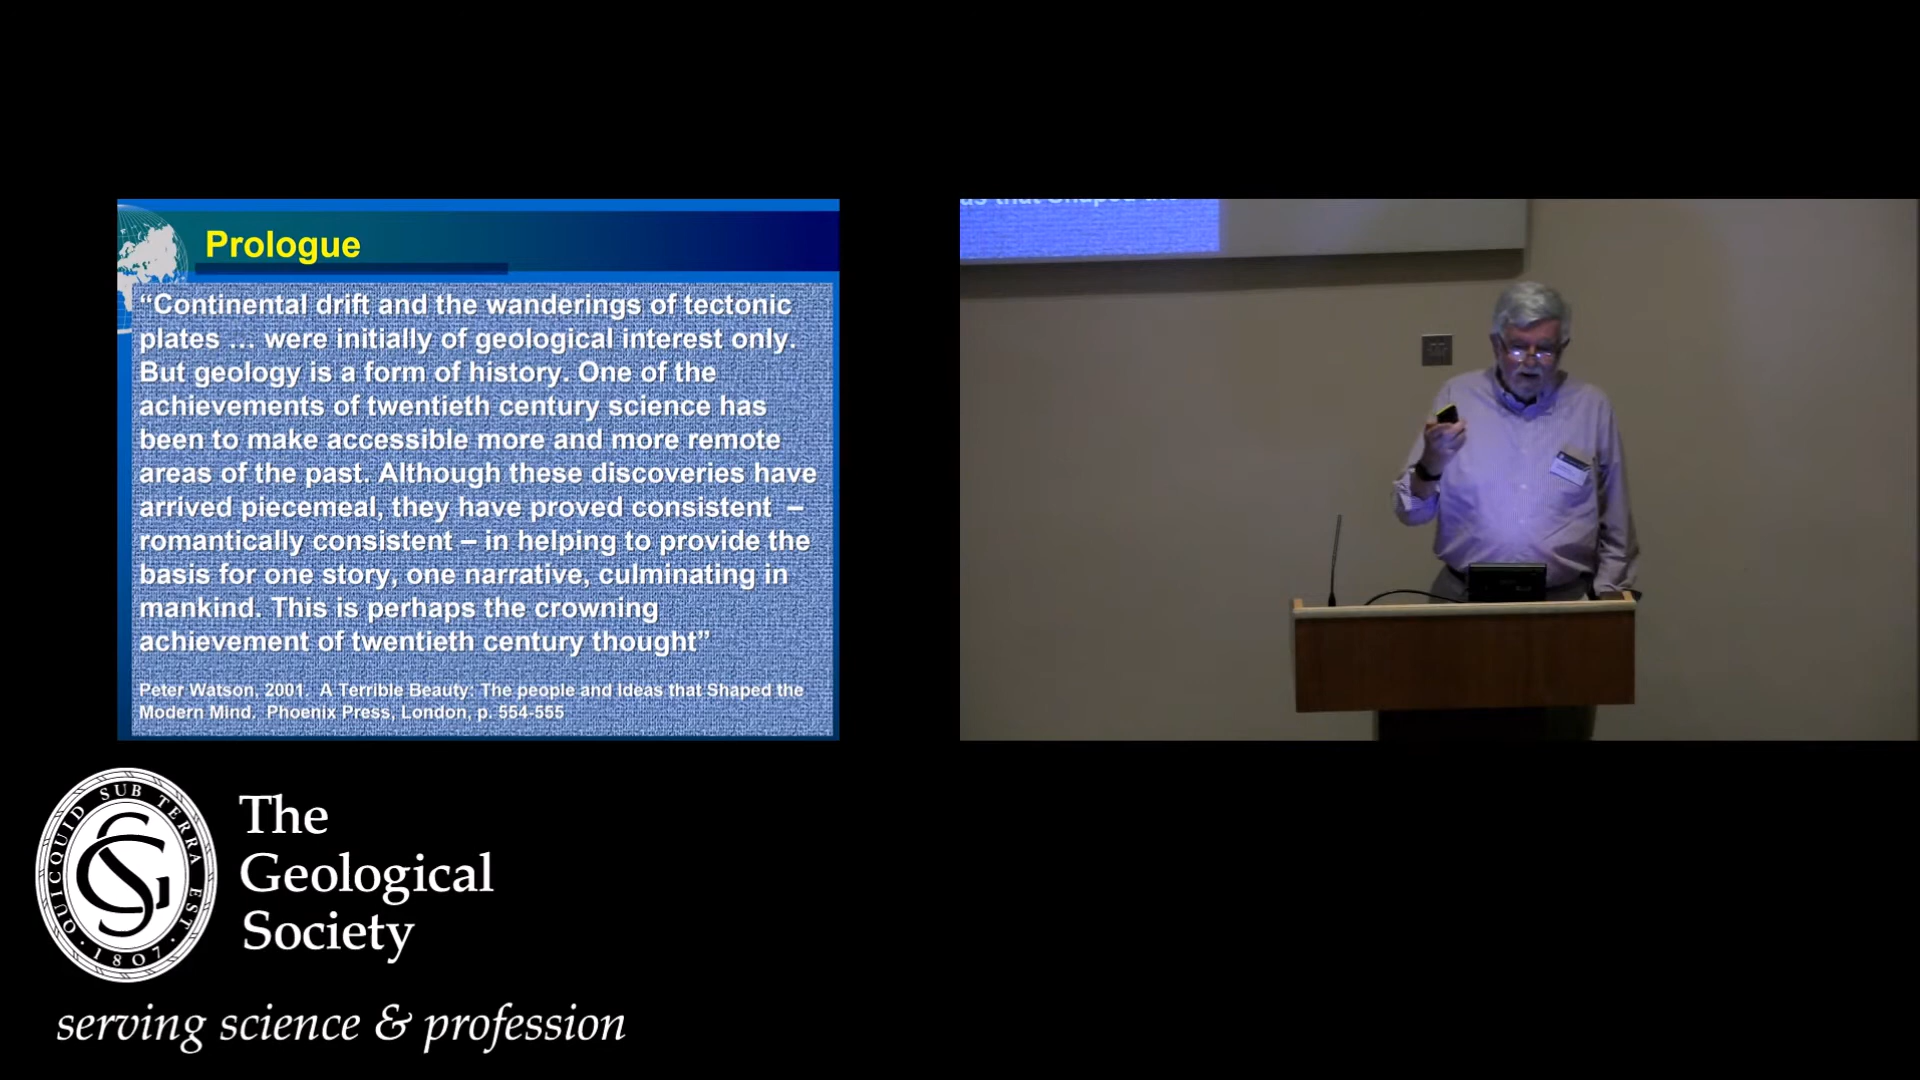 Prologue
“Continental drift and the wanderings of tectonic
plates ... were initially of geological interest only.
But geology is a form of history. One of the
achievements of twentieth century science has
been to make accessible more and more remote
areas of the past. Although these discoveries have
arrived piecemeal, they have proved consistent –
romantically consistent – in helping to provide the
basis for one story, one narrative, culminating in
mankind. This is perhaps the crowning
achievement of twentieth century thought”
Peter Watson, 2001. A Terrible Beauty: The people and Ideas that Shaped the
Modern Mind. Phoenix Press, London, p. 554-555
as that Shaped the
QUICQUID SUB TERRA EST
· 1807 ·
GS
The
Geological
Society
serving science & profession